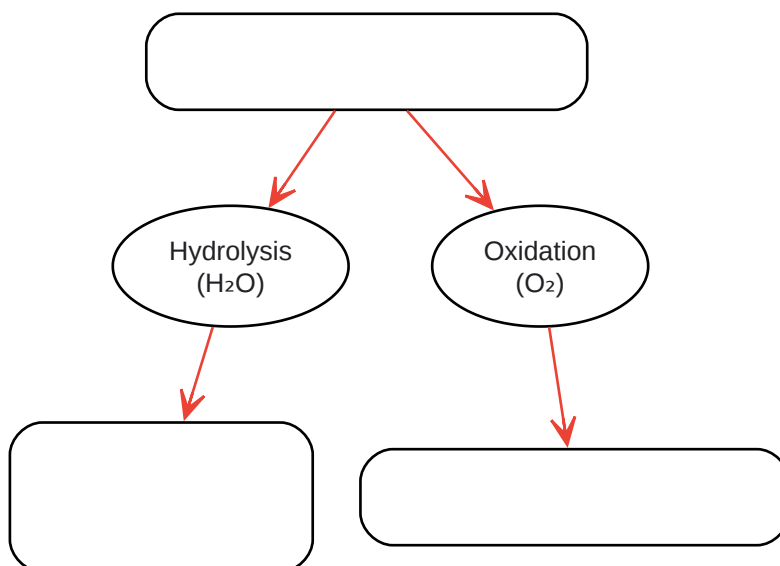 Hydrolysis
(H₂O)
Oxidation
(O₂)